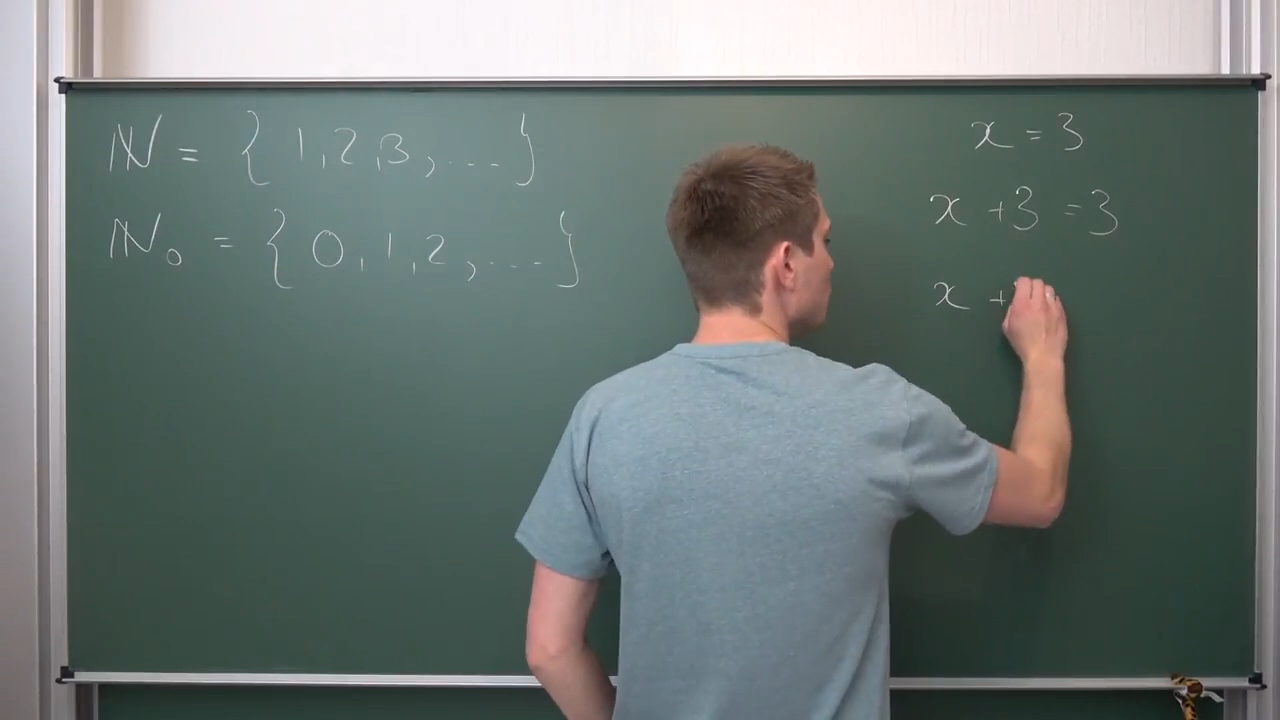 ℕ = { 1, 2, 3, ... }
ℕ₀ = { 0, 1, 2, ... }
x = 3
x + 3 = 3
x +